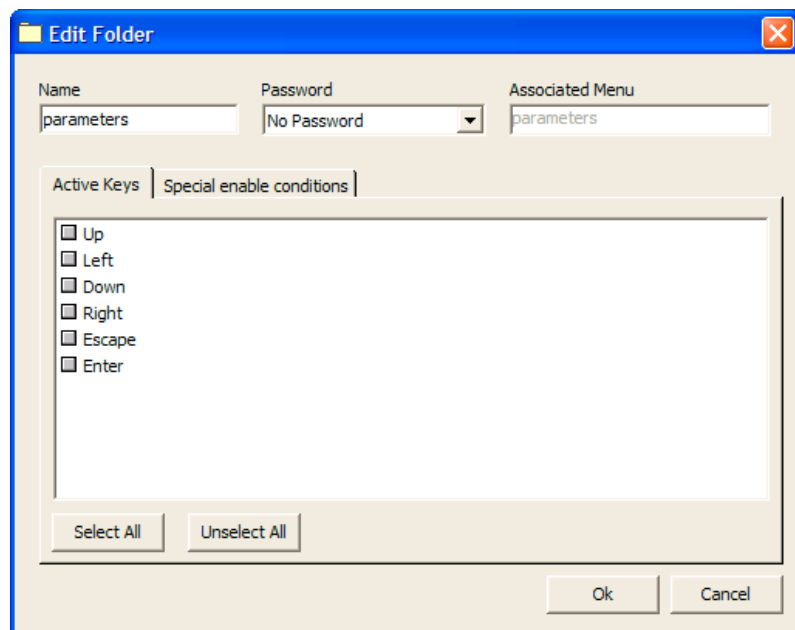 Edit Folder
Name Password Associated Menu
parameters No Password parameters
Active Keys Special enable conditions
Up
Left
Down
Right
Escape
Enter
Select All Unselect All
Ok Cancel